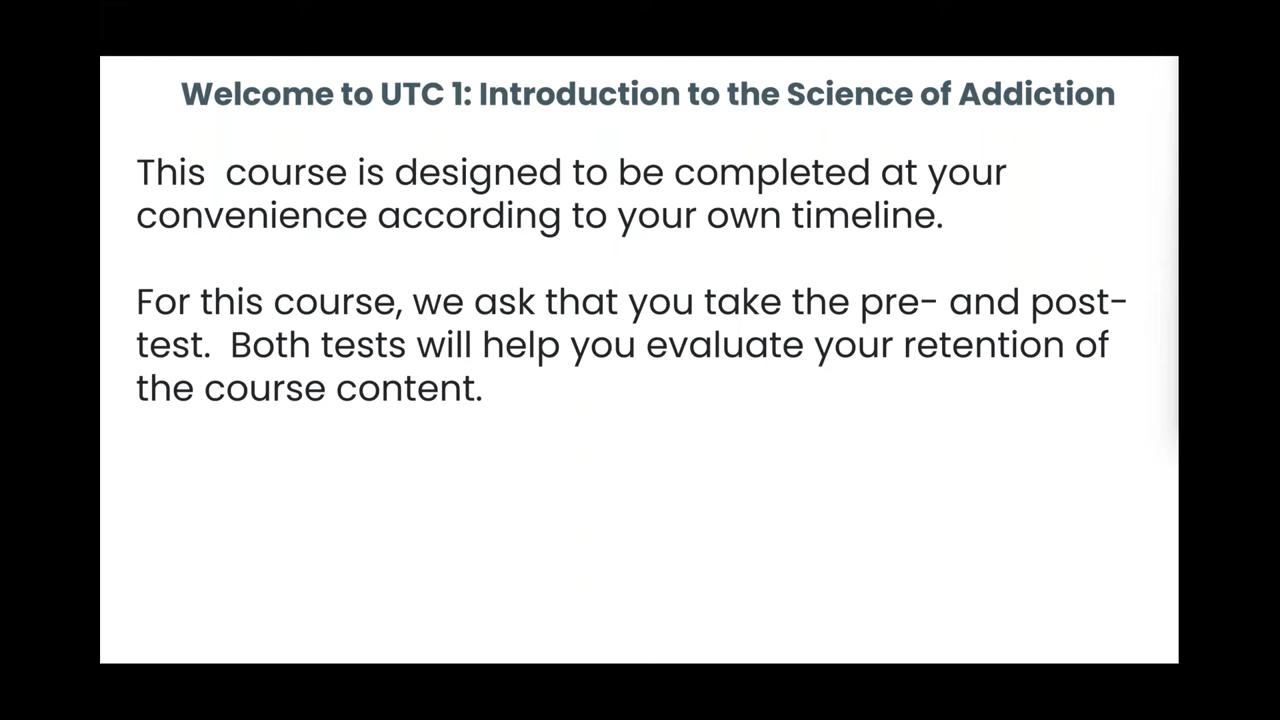 Welcome to UTC 1: Introduction to the Science of Addiction
This  course is designed to be completed at your
convenience according to your own timeline.
For this course, we ask that you take the pre- and post-
test.  Both tests will help you evaluate your retention of
the course content.